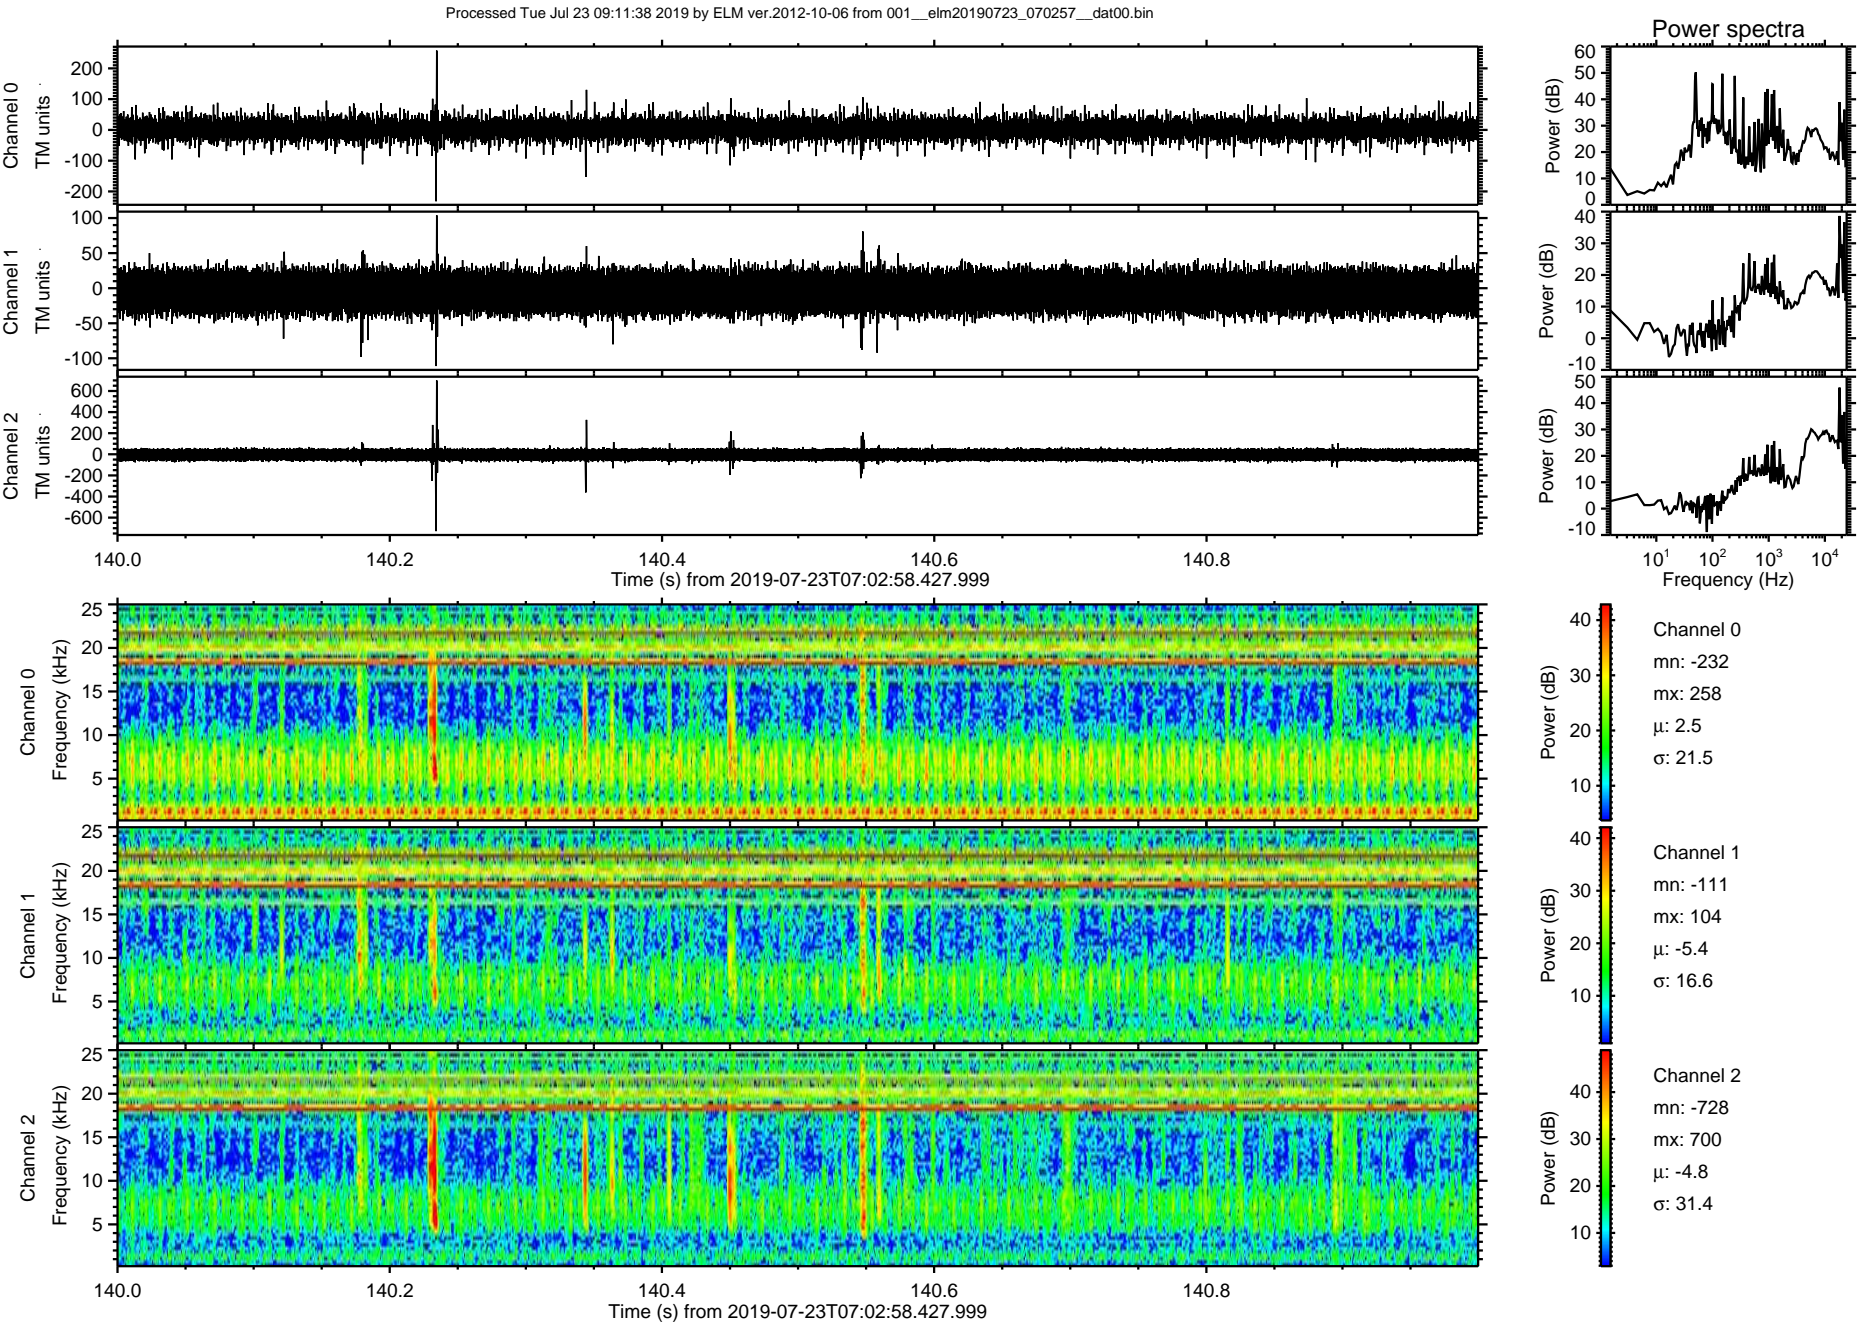 Processed Tue Jul 23 09:11:38 2019 by ELM ver.2012-10-06 from 001__elm20190723_070257__dat00.bin
Power spectra
Channel 0
TM units
200
100
0
-100
-200
Power (dB)
60
50
40
30
20
10
0
Channel 1
TM units
100
50
0
-50
-100
Power (dB)
40
30
20
10
0
-10
Channel 2
TM units
600
400
200
0
-200
-400
-600
Power (dB)
50
40
30
20
10
0
-10
140.0 140.2 140.4 140.6 140.8
Time (s) from 2019-07-23T07:02:58.427.999
10¹ 10² 10³ 10⁴
Frequency (Hz)
Channel 0
Frequency (kHz)
25
20
15
10
5
Power (dB)
40
30
20
10
Channel 0
mn: -232
mx: 258
μ: 2.5
σ: 21.5
Channel 1
Frequency (kHz)
25
20
15
10
5
Power (dB)
40
30
20
10
Channel 1
mn: -111
mx: 104
μ: -5.4
σ: 16.6
Channel 2
Frequency (kHz)
25
20
15
10
5
Power (dB)
40
30
20
10
Channel 2
mn: -728
mx: 700
μ: -4.8
σ: 31.4
140.0 140.2 140.4 140.6 140.8
Time (s) from 2019-07-23T07:02:58.427.999